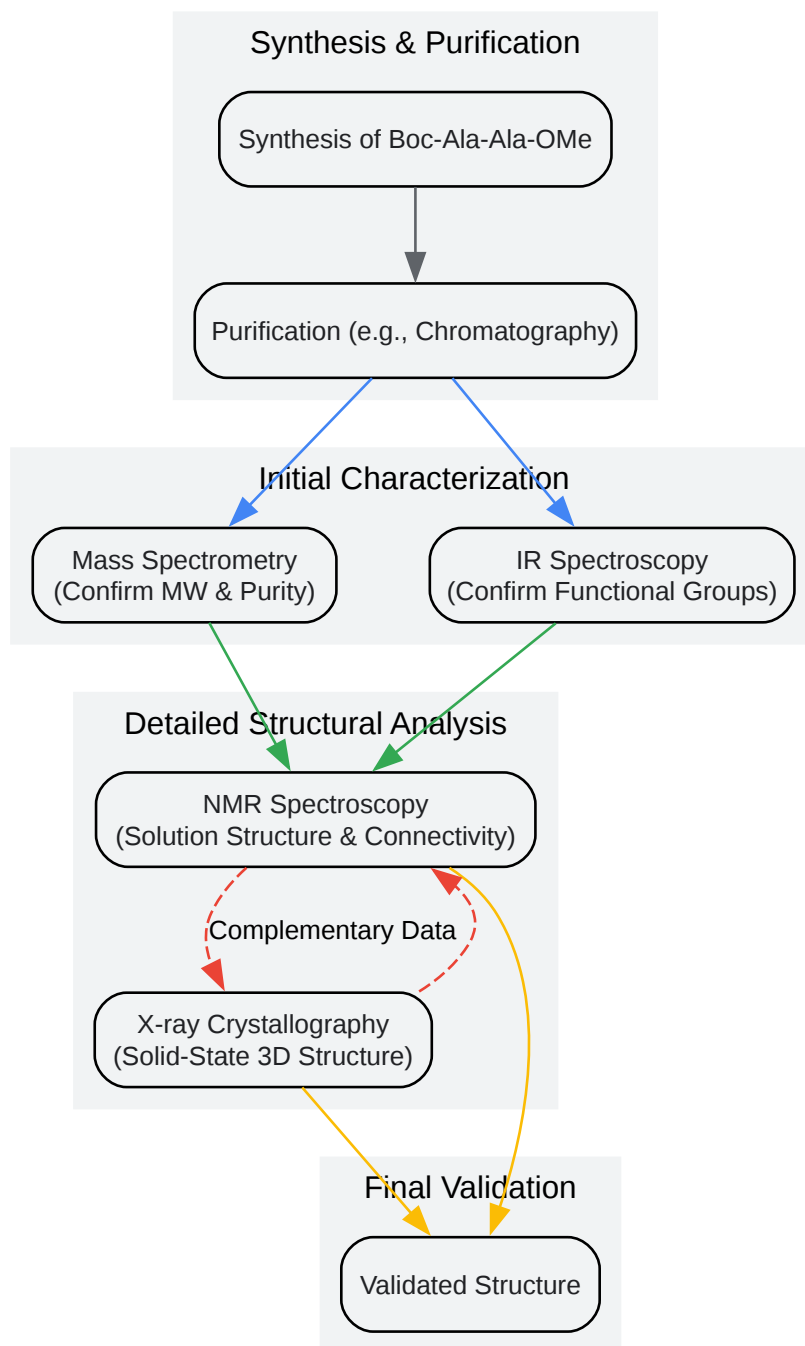 Synthesis & Purification
Synthesis of Boc-Ala-Ala-OMe
Purification (e.g., Chromatography)
Initial Characterization
Mass Spectrometry
(Confirm MW & Purity)
IR Spectroscopy
(Confirm Functional Groups)
Detailed Structural Analysis
NMR Spectroscopy
(Solution Structure & Connectivity)
Complementary Data
X-ray Crystallography
(Solid-State 3D Structure)
Final Validation
Validated Structure